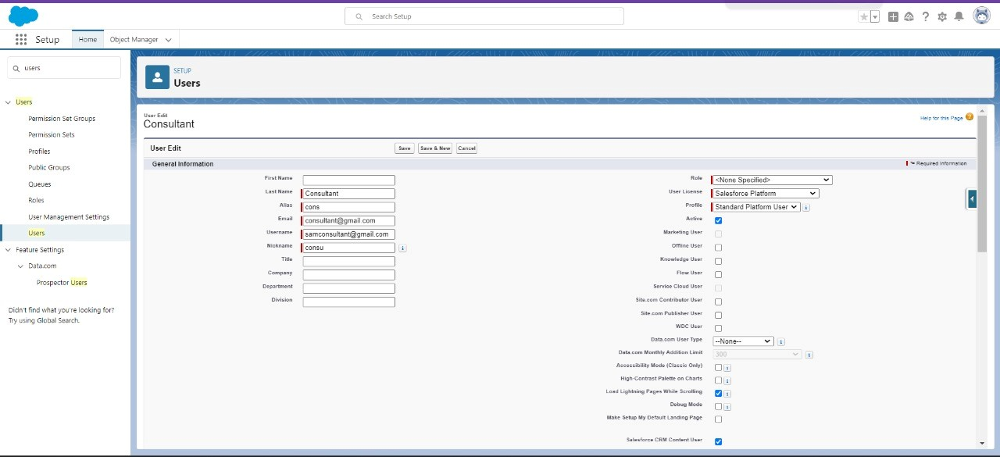 Search Setup
Setup
Home
Object Manager
users
Users
Permission Set Groups
Permission Sets
Profiles
Public Groups
Queues
Roles
User Management Settings
Users
Feature Settings
Data.com
Prospector Users
Didn't find what you're looking for?
Try using Global Search.
SETUP
Users
User Edit
Consultant
Help for this Page
User Edit
Save
Save & New
Cancel
General Information
= Required Information
First Name
Last Name Consultant
Alias cons
Email consultant@gmail.com
Username samconsultant@gmail.com
Nickname consu
Title
Company
Department
Division
Role <None Specified>
User License Salesforce Platform
Profile Standard Platform User
Active
Marketing User
Offline User
Knowledge User
Flow User
Service Cloud User
Site.com Contributor User
Site.com Publisher User
WDC User
Data.com User Type --None--
Data.com Monthly Addition Limit 300
Accessibility Mode (Classic Only)
High-Contrast Palette on Charts
Load Lightning Pages While Scrolling
Debug Mode
Make Setup My Default Landing Page
Salesforce CRM Content User